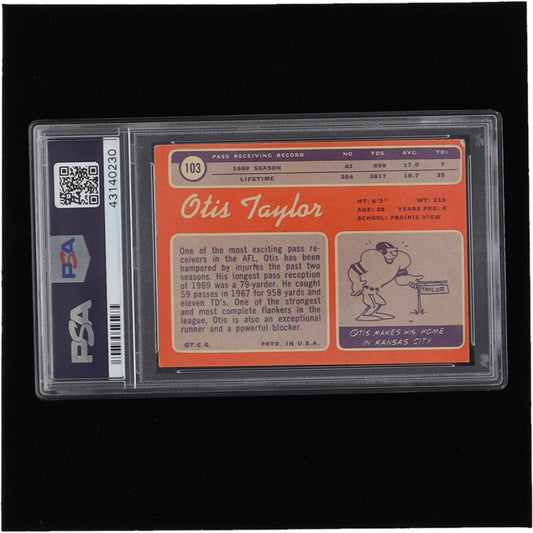 43140230
PSA
PSA
103
PASS RECEIVING RECORD NO. YDS. AVG. TDs
1969 SEASON 41 696 17.0 7
LIFETIME 204 3817 18.7 35
Otis Taylor
HT: 6'3" WT: 215
AGE: 28 YEARS PRO: 6
SCHOOL: PRAIRIE VIEW
One of the most exciting pass re-
ceivers in the AFL, Otis has been
hampered by injuries the past two
seasons. His longest pass reception
of 1969 was a 79-yarder. He caught
59 passes in 1967 for 958 yards and
eleven TD's. One of the strongest
and most complete flankers in the
league, Otis is also an exceptional
runner and a powerful blocker.
©T.C.G. PRTD. IN U.S.A.
TAYLOR
OTIS MAKES HIS HOME
IN KANSAS CITY